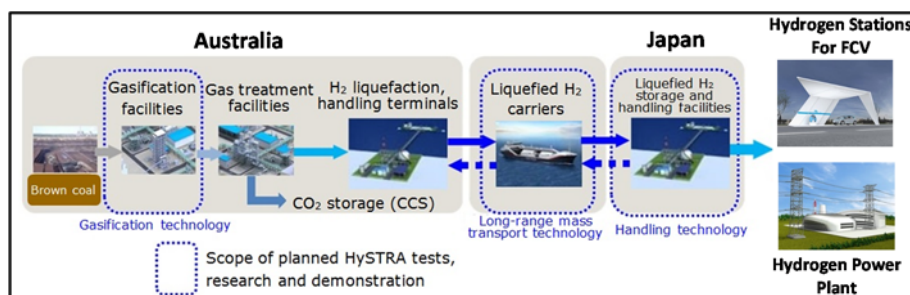 Australia
Japan
Hydrogen Stations
For FCV
Gasification
facilities
Gas treatment
facilities
H₂ liquefaction,
handling terminals
Liquefied H₂
carriers
Liquefied H₂
storage and
handling facilities
Brown coal
CO₂ storage (CCS)
Gasification technology
Long-range mass
transport technology
Handling technology
Scope of planned HySTRA tests,
research and demonstration
Hydrogen Power
Plant